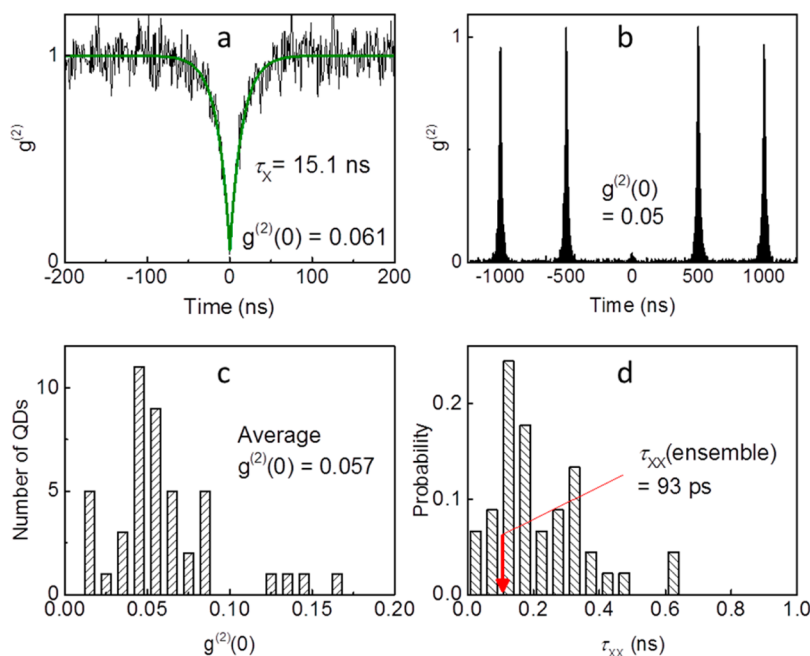 a
1
0
g(2)
τX= 15.1 ns
g(2)(0) = 0.061
-200 -100 0 100 200
Time (ns)
b
1
0
g(2)
g(2)(0)
= 0.05
-1000 -500 0 500 1000
Time (ns)
c
10
5
0
Number of QDs
Average
g(2)(0) = 0.057
0.00 0.05 0.10 0.15 0.20
g(2)(0)
d
0.2
0.1
0.0
Probability
τXX(ensemble)
= 93 ps
0.0 0.2 0.4 0.6 0.8 1.0
τXX (ns)